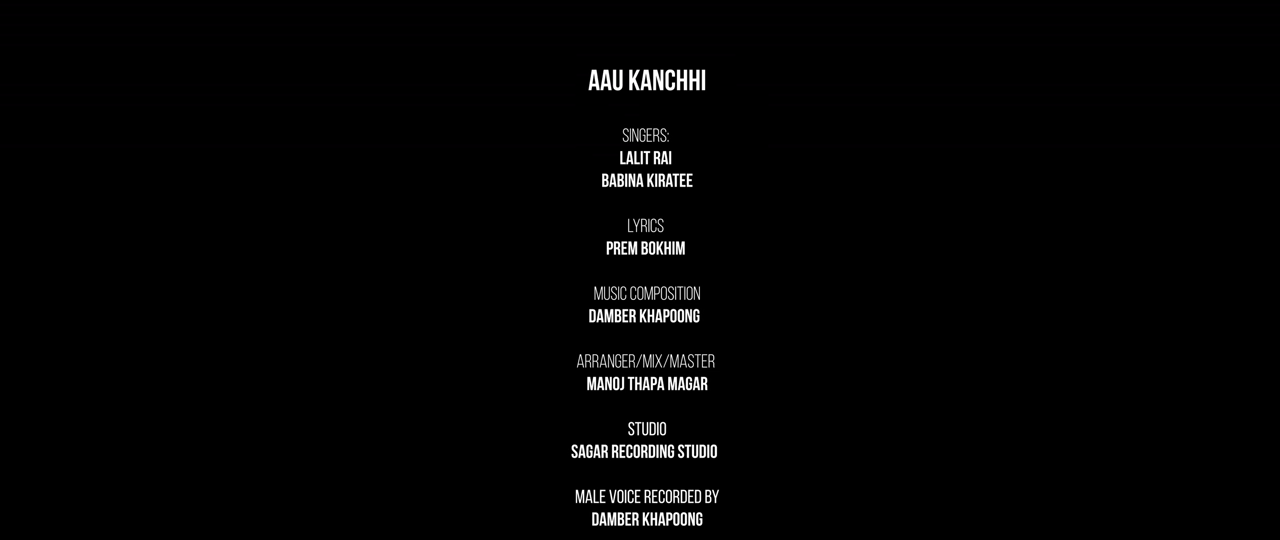 AAU KANCHHI
SINGERS:
LALIT RAI
BABINA KIRATEE
LYRICS
PREM BOKHIM
MUSIC COMPOSITION
DAMBER KHAPOONG
ARRANGER/MIX/MASTER
MANOJ THAPA MAGAR
STUDIO
SAGAR RECORDING STUDIO
MALE VOICE RECORDED BY
DAMBER KHAPOONG